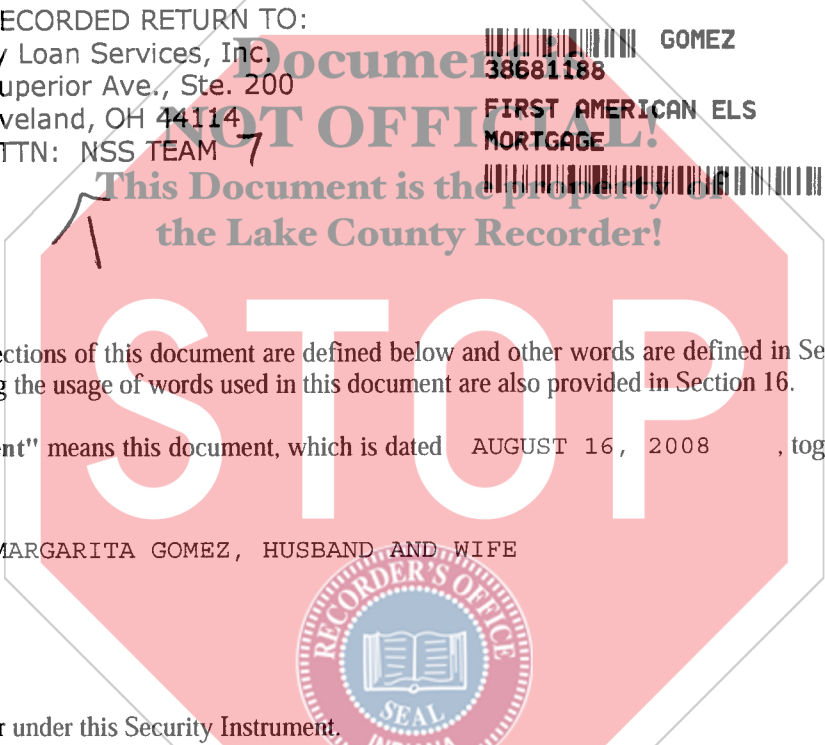 ECORDED RETURN TO:
y Loan Services, Inc.
uperior Ave., Ste. 200
veland, OH 44114
TTN: NSS TEAM 7
GOMEZ
38681188
FIRST AMERICAN ELS
MORTGAGE
Document is
NOT OFFICIAL!
This Document is the property of
the Lake County Recorder!
STOP
ections of this document are defined below and other words are defined in Se
g the usage of words used in this document are also provided in Section 16.
ent" means this document, which is dated AUGUST 16, 2008 , tog
MARGARITA GOMEZ, HUSBAND AND WIFE
RECORDER'S OFFICE
SEAL
INDIANA
r under this Security Instrument.